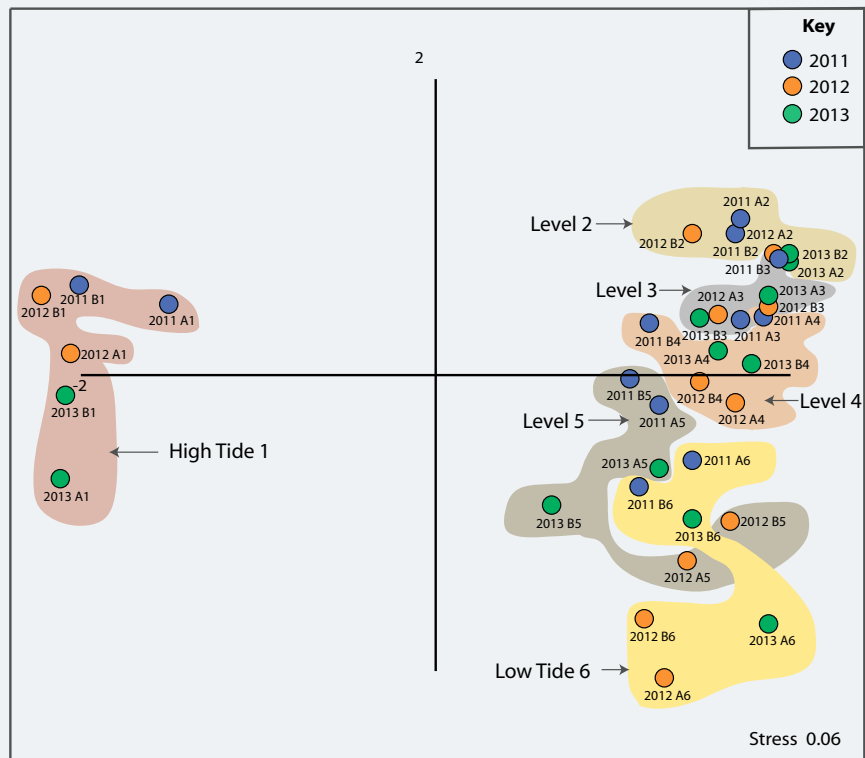 Key
2011
2012
2013
2
2011 A2
Level 2
2012 A2
2012 B2
2011 B2
2013 B2
2011 B3
2013 A2
Level 3
2012 A3
2013 A3
2012 B3
2011 A4
2011 B4
2013 B3
2011 A3
2013 A4
2013 B4
2011 B1
2012 B1
2011 A1
2012 A1
-2
2013 B1
2011 B5
2012 B4
Level 4
2012 A4
Level 5
2011 A5
High Tide 1
2013 A5
2011 A6
2013 A1
2011 B6
2013 B5
2013 B6
2012 B5
2012 A5
2012 B6
2013 A6
Low Tide 6
2012 A6
Stress 0.06